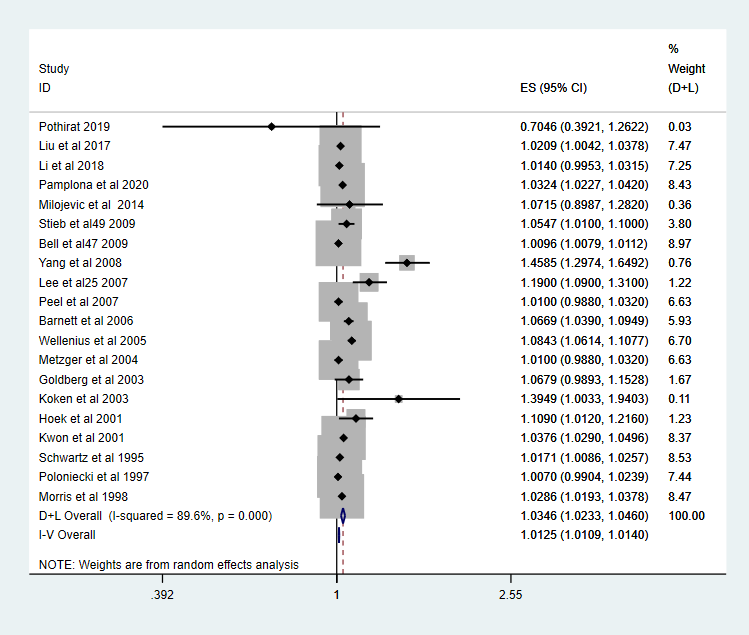 %
Study Weight
ID ES (95% CI) (D+L)
Pothirat 2019 0.7046 (0.3921, 1.2622) 0.03
Liu et al 2017 1.0209 (1.0042, 1.0378) 7.47
Li et al 2018 1.0140 (0.9953, 1.0315) 7.25
Pamplona et al 2020 1.0324 (1.0227, 1.0420) 8.43
Milojevic et al 2014 1.0715 (0.8987, 1.2820) 0.36
Stieb et al49 2009 1.0547 (1.0100, 1.1000) 3.80
Bell et al47 2009 1.0096 (1.0079, 1.0112) 8.97
Yang et al 2008 1.4585 (1.2974, 1.6492) 0.76
Lee et al25 2007 1.1900 (1.0900, 1.3100) 1.22
Peel et al 2007 1.0100 (0.9880, 1.0320) 6.63
Barnett et al 2006 1.0669 (1.0390, 1.0949) 5.93
Wellenius et al 2005 1.0843 (1.0614, 1.1077) 6.70
Metzger et al 2004 1.0100 (0.9880, 1.0320) 6.63
Goldberg et al 2003 1.0679 (0.9893, 1.1528) 1.67
Koken et al 2003 1.3949 (1.0033, 1.9403) 0.11
Hoek et al 2001 1.1090 (1.0120, 1.2160) 1.23
Kwon et al 2001 1.0376 (1.0290, 1.0496) 8.37
Schwartz et al 1995 1.0171 (1.0086, 1.0257) 8.53
Poloniecki et al 1997 1.0070 (0.9904, 1.0239) 7.44
Morris et al 1998 1.0286 (1.0193, 1.0378) 8.47
D+L Overall (I-squared = 89.6%, p = 0.000) 1.0346 (1.0233, 1.0460) 100.00
I-V Overall 1.0125 (1.0109, 1.0140)
NOTE: Weights are from random effects analysis
.392 1 2.55